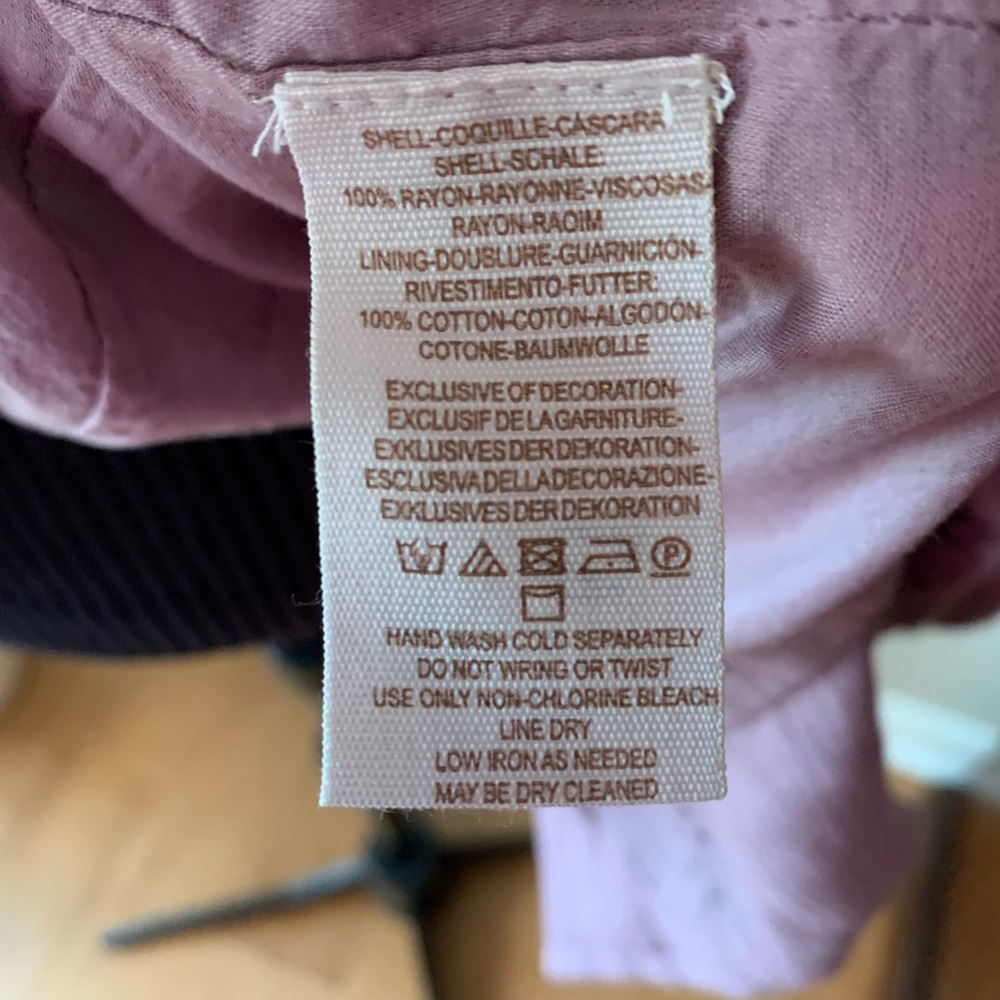 SHELL-COQUILLE-CÁSCARA
SHELL-SCHALE:
100% RAYON-RAYONNE-VISCOSAS-
RAYON-RAOIM
LINING-DOUSLURE-GUARNICIÓN-
RIVESTIMENTO-FUTTER:
100% COTTON-COTON-ALGODÓN-
COTONE-BAUMWOLLE
EXCLUSIVE OF DECORATION-
EXCLUSIF DE LA GARNITURE-
EXKLUSIVES DER DEKORATION-
ESCLUSIVA DELLA DECORAZIONE-
EXKLUSIVES DER DEKORATION
P
HAND WASH COLD SEPARATELY
DO NOT WRING OR TWIST
USE ONLY NON-CHLORINE BLEACH
LINE DRY
LOW IRON AS NEEDED
MAY BE DRY CLEANED